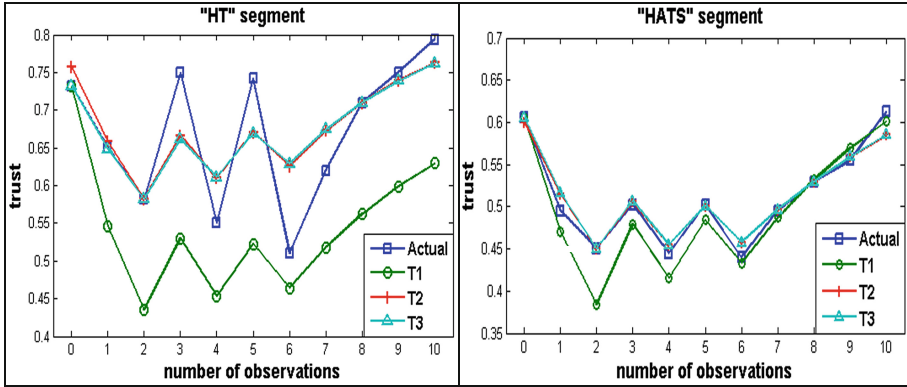 "HT" segment
0.8
0.75
0.7
0.65
0.6
0.55
0.5
0.45
0.4
trust
0 1 2 3 4 5 6 7 8 9 10
number of observations
Actual
T1
T2
T3
"HATS" segment
0.7
0.65
0.6
0.55
0.5
0.45
0.4
0.35
trust
0 1 2 3 4 5 6 7 8 9 10
number of observations
Actual
T1
T2
T3